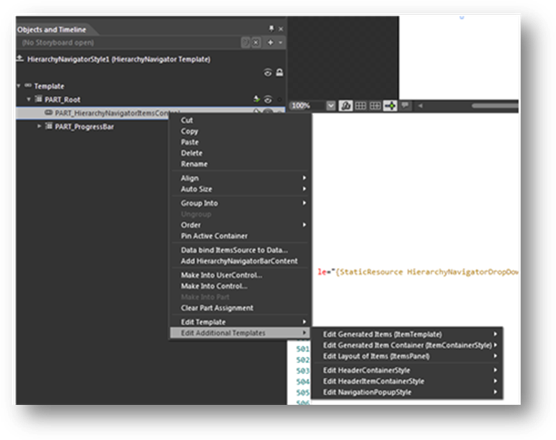 Objects and Timeline
(No Storyboard open)
HierarchyNavigatorStyle1 (HierarchyNavigator Template)
Template
PART_Root
PART_HierarchyNavigatorItemsControl
PART_ProgressBar
100%
Cut
Copy
Paste
Delete
Rename
Align
Auto Size
Group Into
Ungroup
Order
Pin Active Container
Data bind ItemsSource to Data...
Add HierarchyNavigatorBarContent
Make Into UserControl...
Make Into Control...
Make Into Part
Clear Part Assignment
Edit Template
Edit Additional Templates
le="{StaticResource HierarchyNavigatorDropDow
Edit Generated Items (ItemTemplate)
Edit Generated Item Container (ItemContainerStyle)
Edit Layout of Items (ItemsPanel)
Edit HeaderContainerStyle
Edit HeaderItemContainerStyle
Edit NavigationPopupStyle
501
502
503
504
505